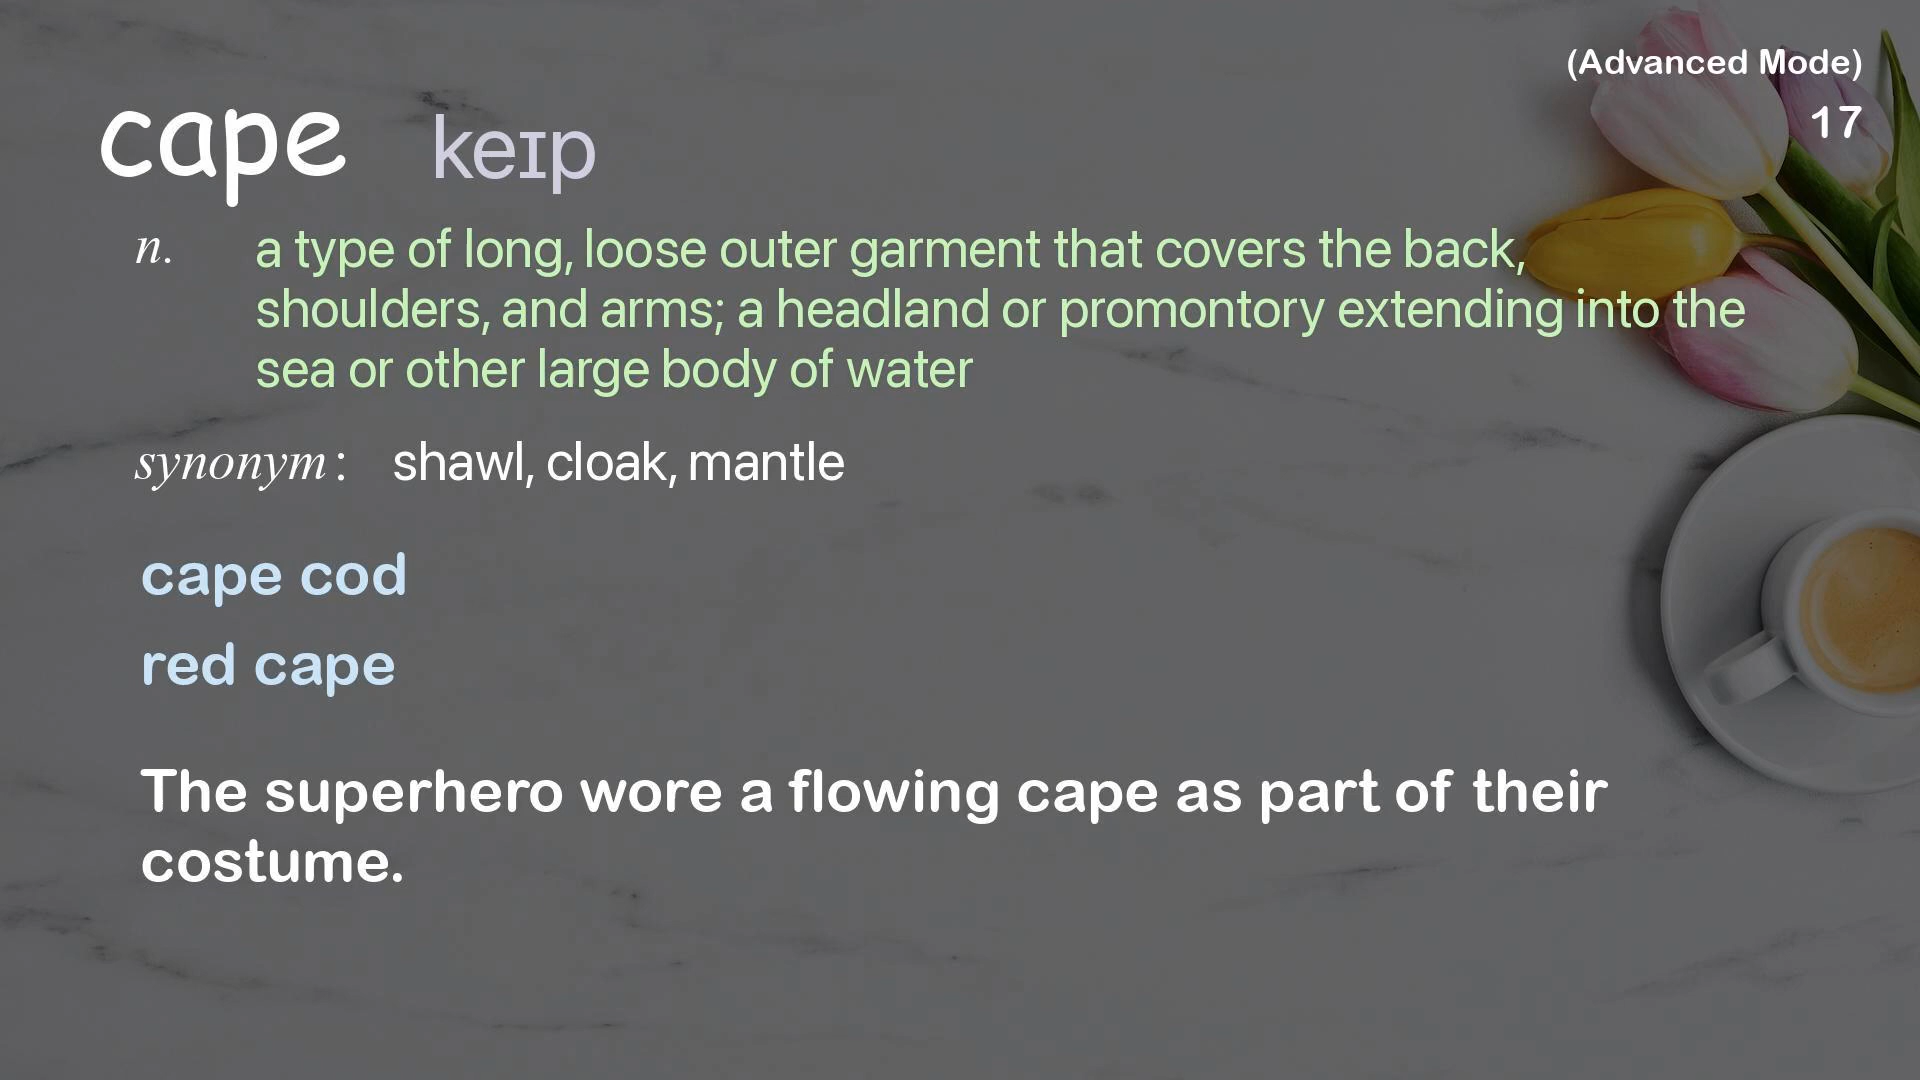 (Advanced Mode)
17
cape keɪp
n. a type of long, loose outer garment that covers the back,
shoulders, and arms; a headland or promontory extending into the
sea or other large body of water
synonym: shawl, cloak, mantle
cape cod
red cape
The superhero wore a flowing cape as part of their
costume.